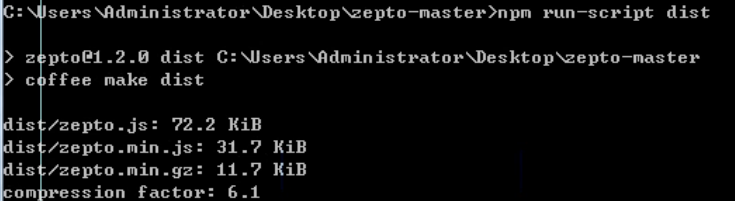 C:\Users\Administrator\Desktop\zepto-master>npm run-script dist
> zepto@1.2.0 dist C:\Users\Administrator\Desktop\zepto-master
> coffee make dist
dist/zepto.js: 72.2 KiB
dist/zepto.min.js: 31.7 KiB
dist/zepto.min.gz: 11.7 KiB
compression factor: 6.1